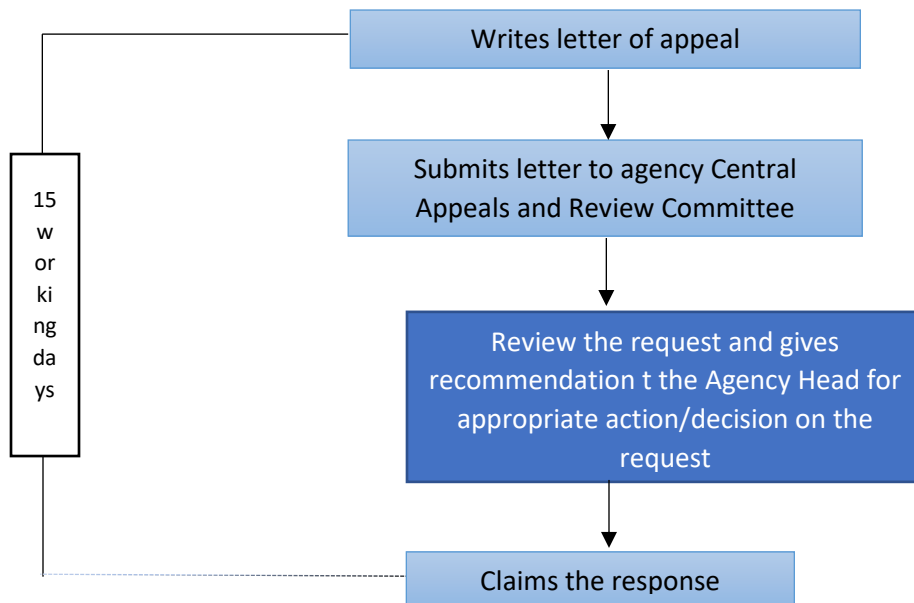 Writes letter of appeal
Submits letter to agency Central
Appeals and Review Committee
15
w
or
ki
ng
da
ys
Review the request and gives
recommendation t the Agency Head for
appropriate action/decision on the
request
Claims the response